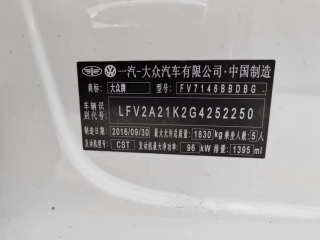 一汽-大众汽车有限公司·中国制造
商标 大众牌 型号 FV7146BBDBG
车辆识别代号 LFV2A21K2G4252250
制造日期 2016/09/30 最大允许总质量 1830 kg 乘坐人数 5人
发动机型号 CST 发动机最大净功率 96 kW 排量 1395 ml